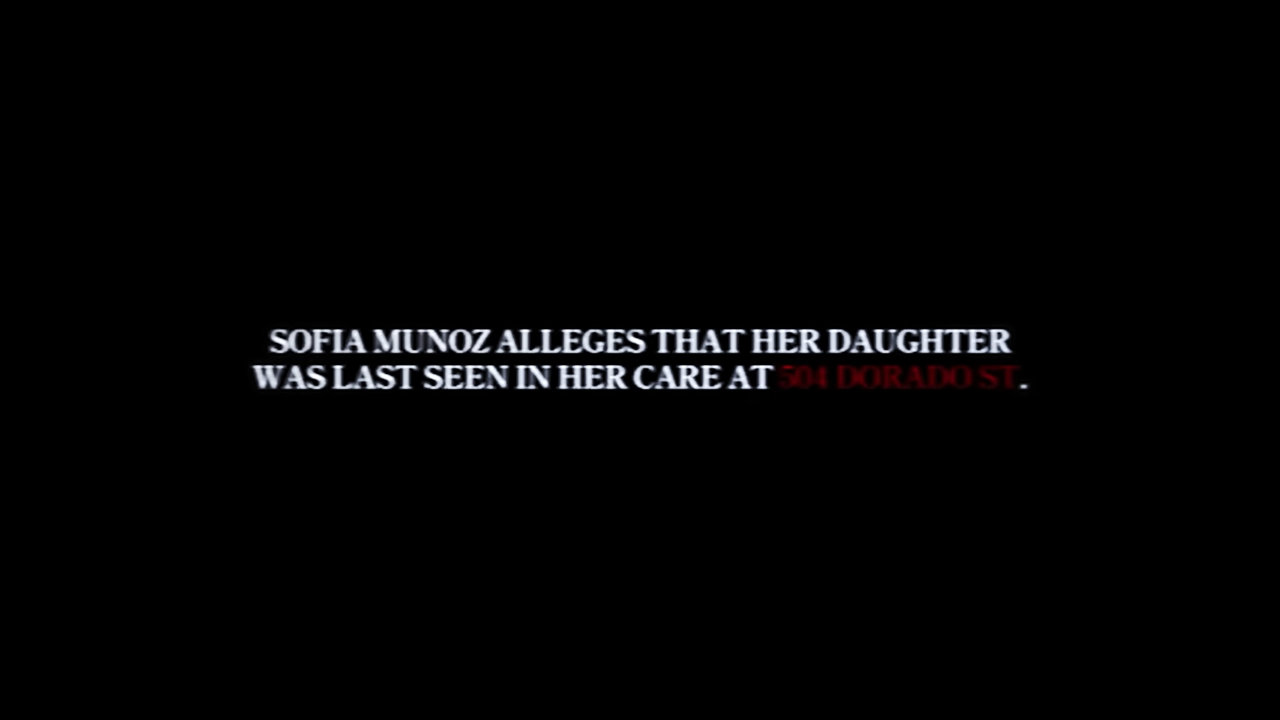 SOFIA MUNOZ ALLEGES THAT HER DAUGHTER
WAS LAST SEEN IN HER CARE AT 504 DORADO ST.